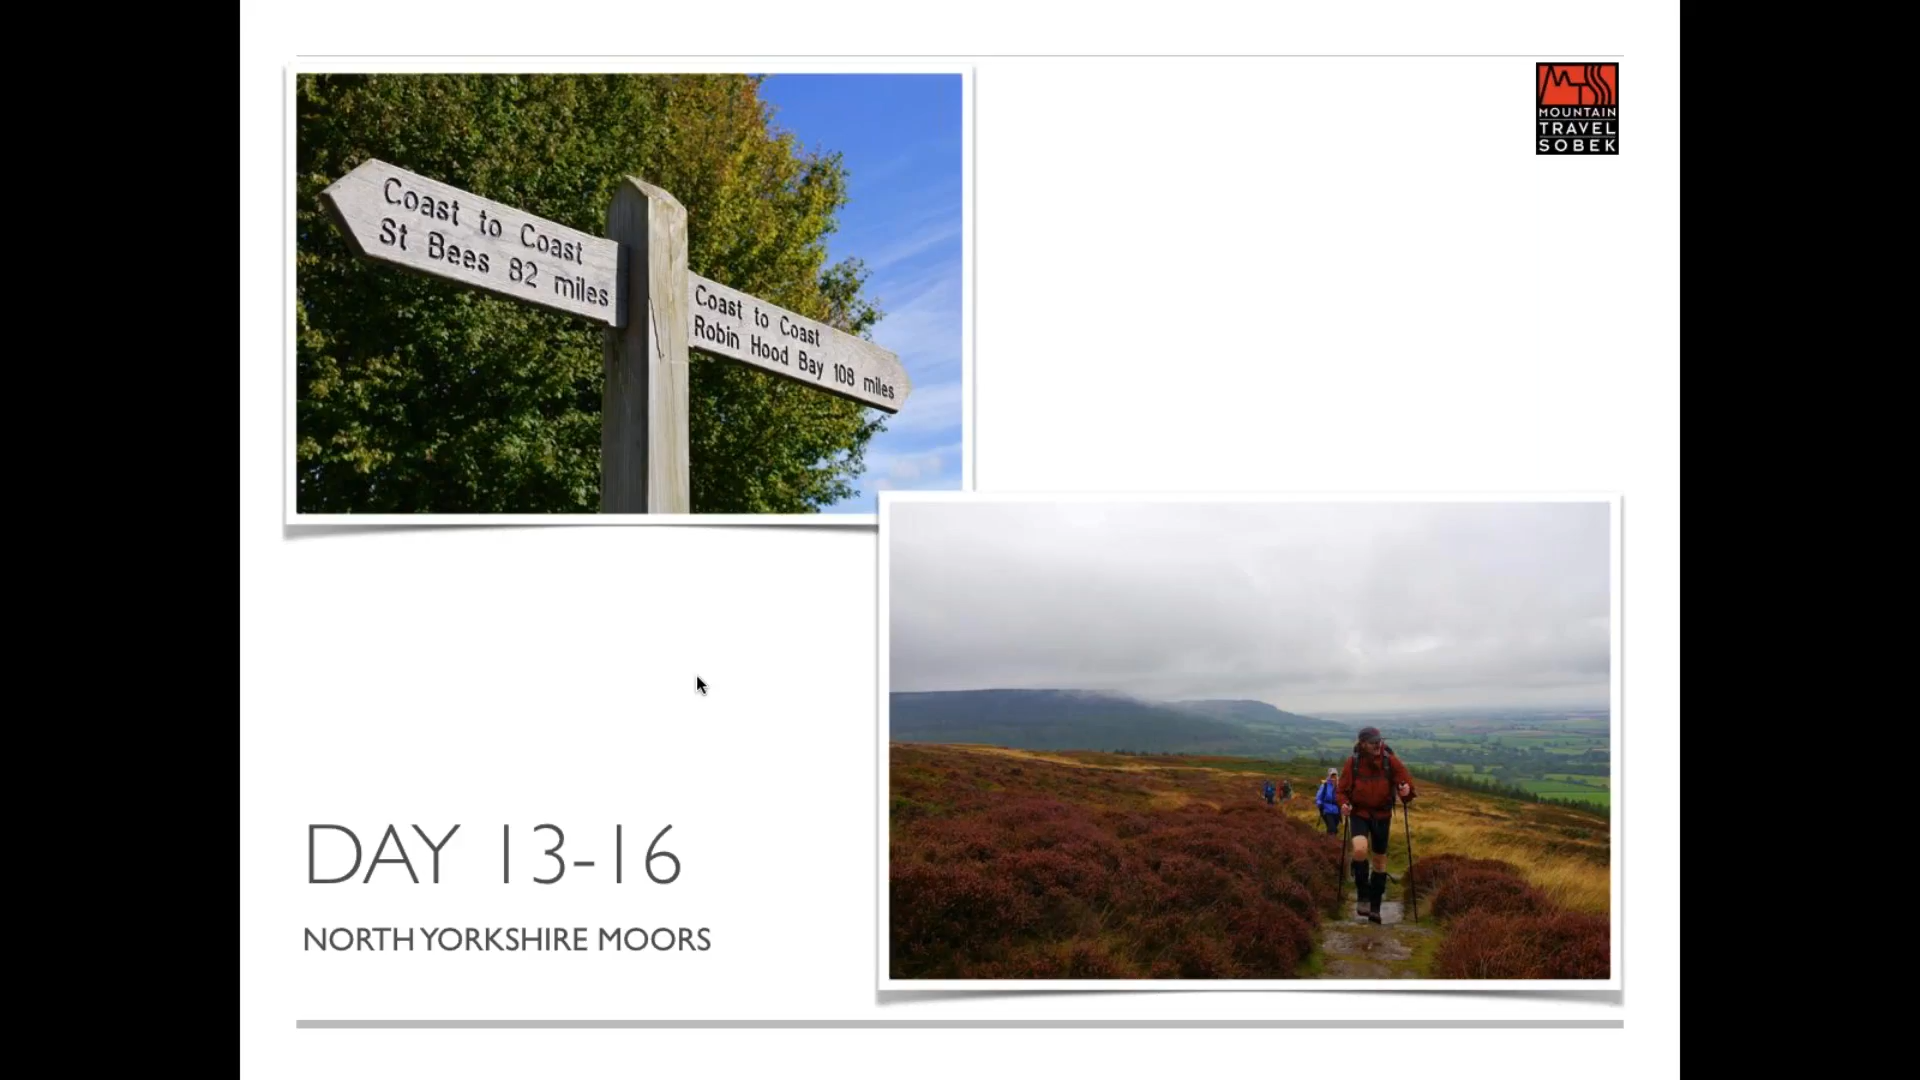 Coast to Coast
St Bees 82 miles
Coast to Coast
Robin Hood Bay 108 miles
MOUNTAIN
TRAVEL
SOBEK
DAY 13-16
NORTH YORKSHIRE MOORS